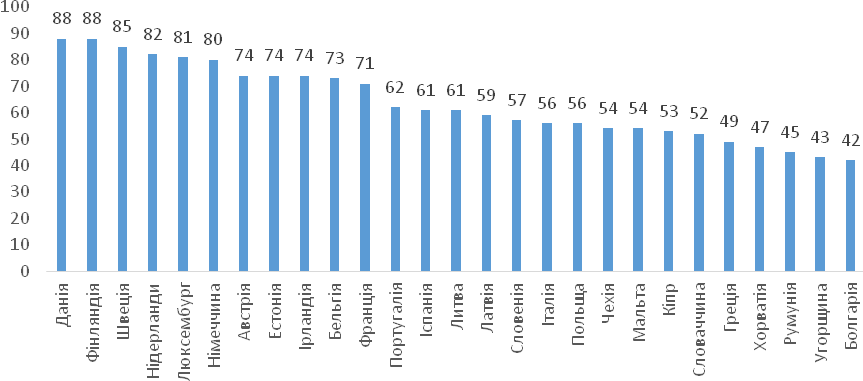 100
90
80
70
60
50
40
30
20
10
0
88 88 85 82 81 80 74 74 74 73 71 62 61 61 59 57 56 56 54 54 53 52 49 47 45 43 42
Данія
Фінляндія
Швеція
Нідерланди
Люксембург
Німеччина
Австрія
Естонія
Ірландія
Бельгія
Франція
Португалія
Іспанія
Литва
Латвія
Словенія
Італія
Польща
Чехія
Мальта
Кіпр
Словаччина
Греція
Хорватія
Румунія
Угорщина
Болгарія